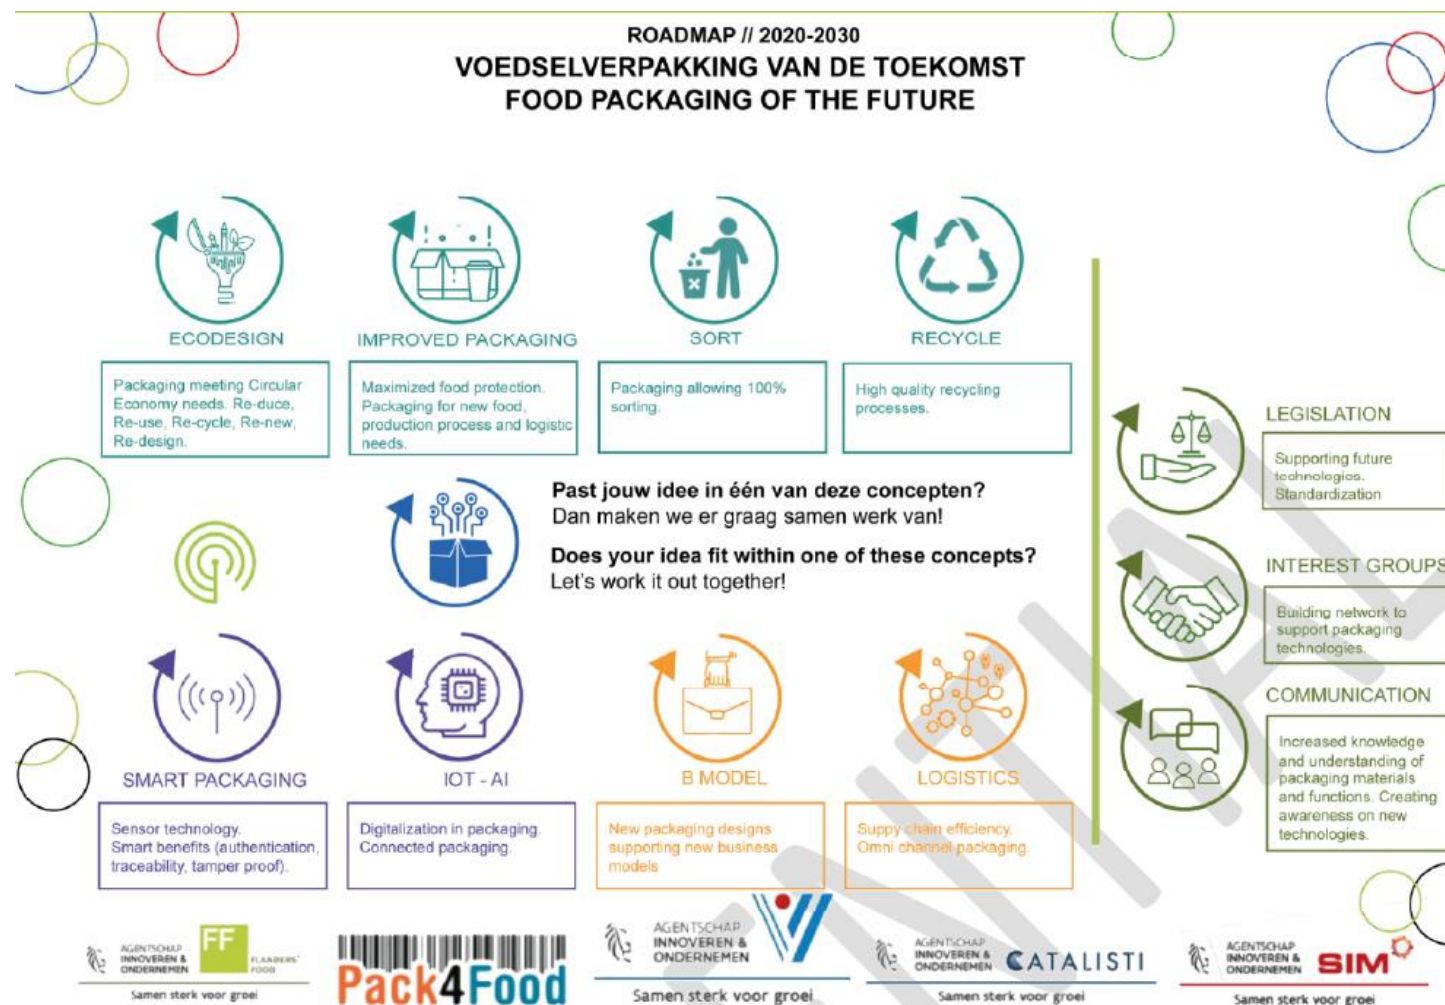 ROADMAP // 2020-2030
VOEDSELVERPAKKING VAN DE TOEKOMST
FOOD PACKAGING OF THE FUTURE
ECODESIGN
Packaging meeting Circular
Economy needs. Re-duce,
Re-use, Re-cycle, Re-new,
Re-design.
IMPROVED PACKAGING
Maximized food protection.
Packaging for new food,
production process and logistic
needs.
SORT
Packaging allowing 100%
sorting.
RECYCLE
High quality recycling
processes.
Past jouw idee in één van deze concepten?
Dan maken we er graag samen werk van!
Does your idea fit within one of these concepts?
Let's work it out together!
SMART PACKAGING
Sensor technology.
Smart benefits (authentication,
traceability, tamper proof).
IOT - AI
Digitalization in packaging.
Connected packaging.
B MODEL
New packaging designs
supporting new business
models
LOGISTICS
Suppy chain efficiency.
Omni channel packaging.
LEGISLATION
Supporting future
technologies.
Standardization
INTEREST GROUPS
Building network to
support packaging
technologies.
COMMUNICATION
Increased knowledge
and understanding of
packaging materials
and functions. Creating
awareness on new
technologies.
ENTIAL
AGENTSCHAP
INNOVEREN &
ONDERNEMEN
FF
FLANDERS'
FOOD
Samen sterk voor groei
Pack4Food
AGENTSCHAP
INNOVEREN &
ONDERNEMEN
Samen sterk voor groei
AGENTSCHAP
INNOVEREN &
ONDERNEMEN
CATALISTI
Samen sterk voor groei
AGENTSCHAP
INNOVEREN &
ONDERNEMEN
SIM
Samen sterk voor groei